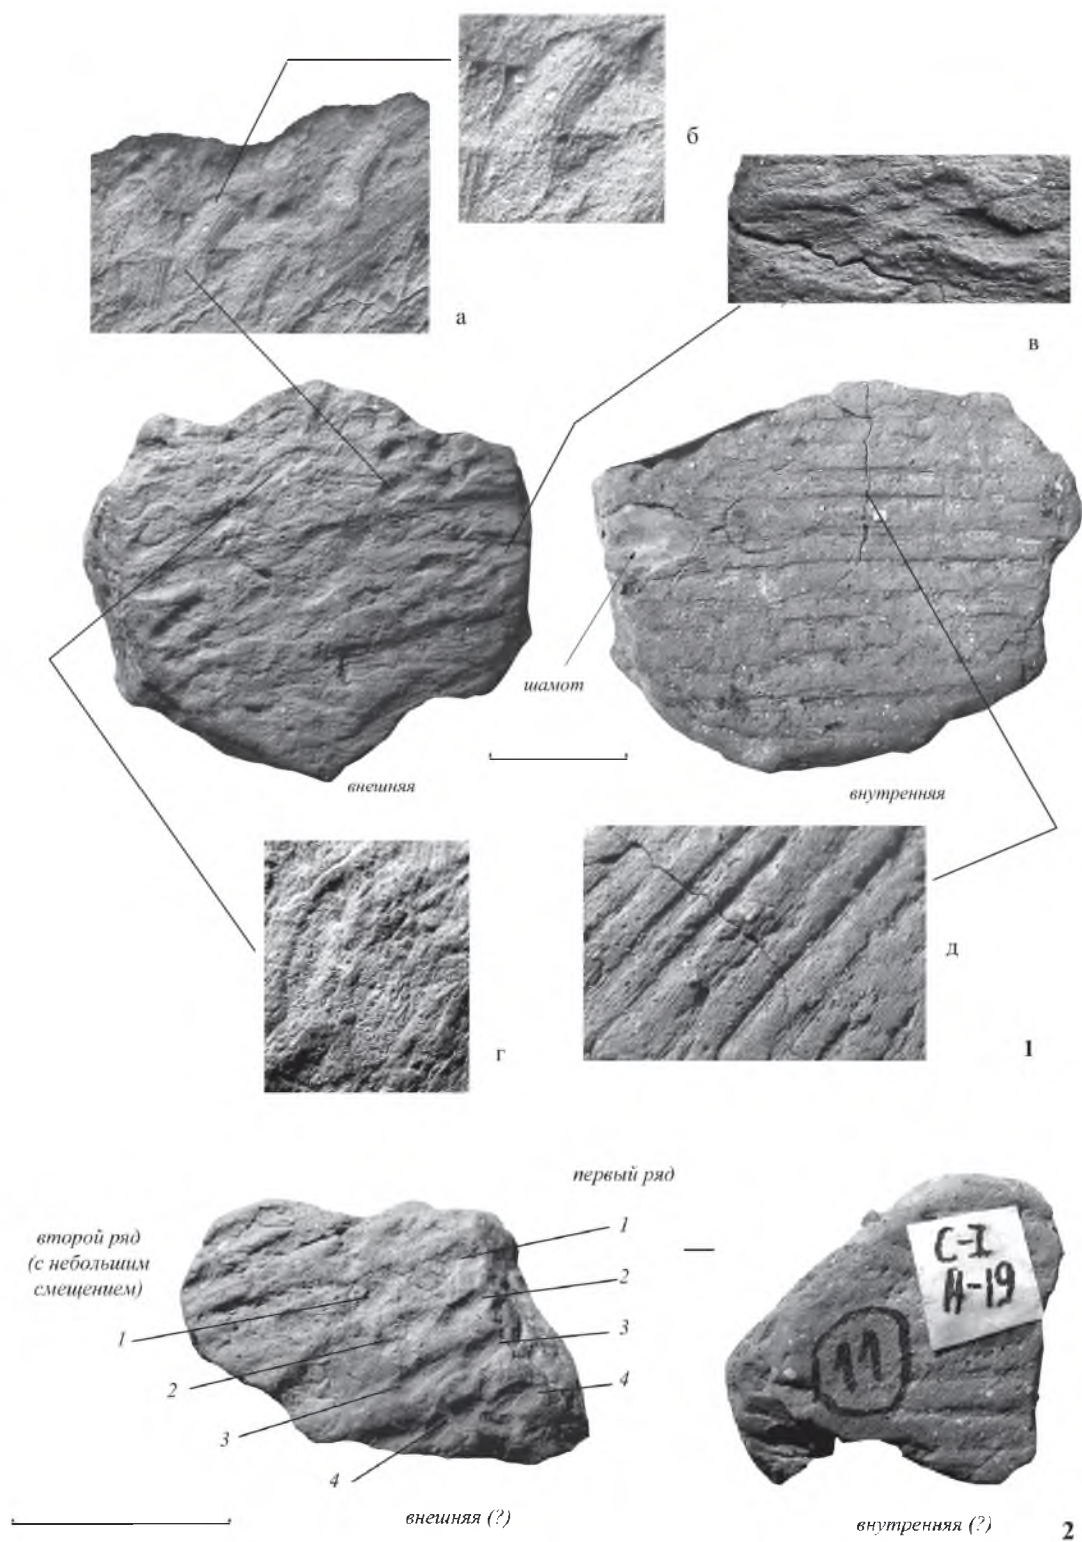 б
а
в
шамот
внешняя
внутренняя
д
г
1
первый ряд
второй ряд
(с небольшим
смещением)
1
2
3
4
1
2
3
4
С-I
А-19
11
внешняя (?)
внутренняя (?)
2